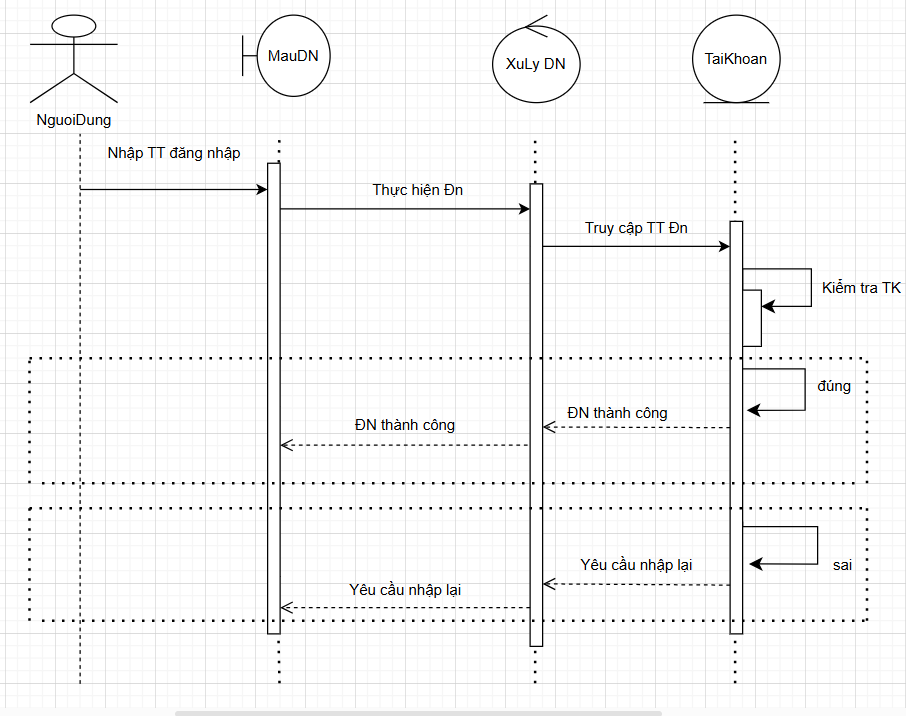 MauDN
XuLy DN
TaiKhoan
NguoiDung
Nhập TT đăng nhập
Thực hiện Đn
Truy cập TT Đn
Kiểm tra TK
đúng
ĐN thành công
ĐN thành công
sai
Yêu cầu nhập lại
Yêu cầu nhập lại